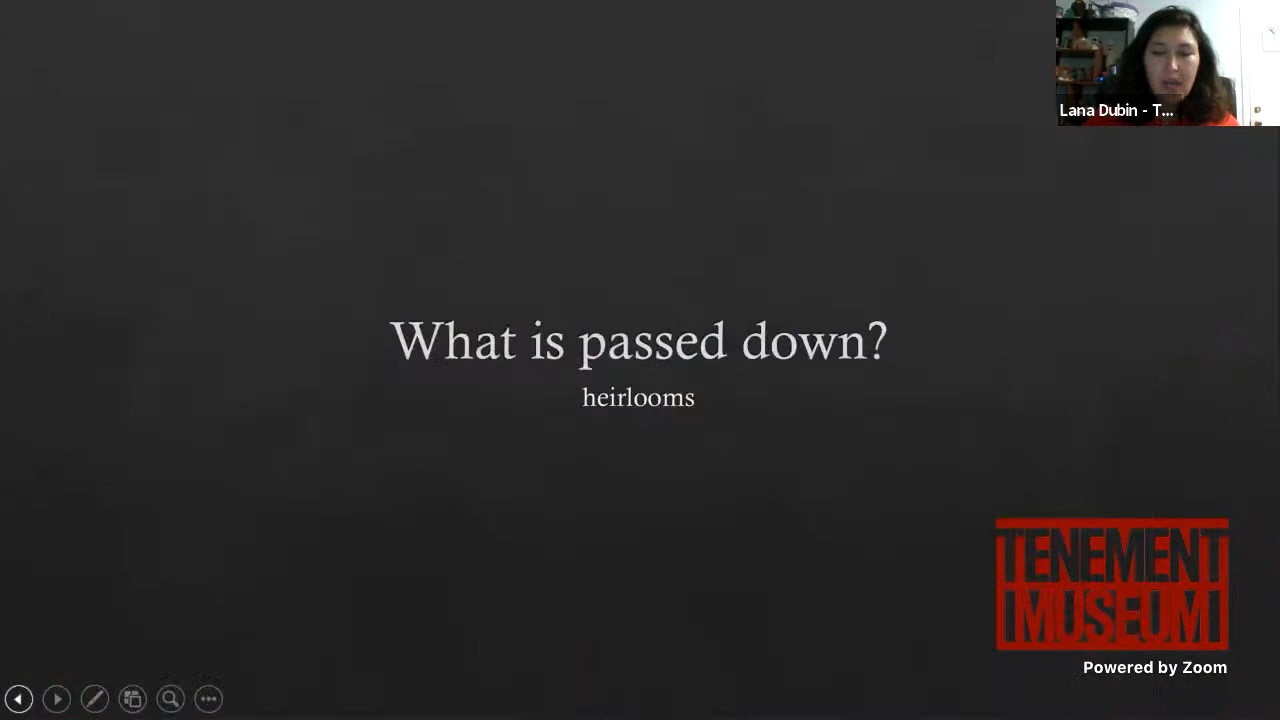 Lana Dubin - T...
What is passed down?
heirlooms
TENEMENT
MUSEUM
Powered by Zoom